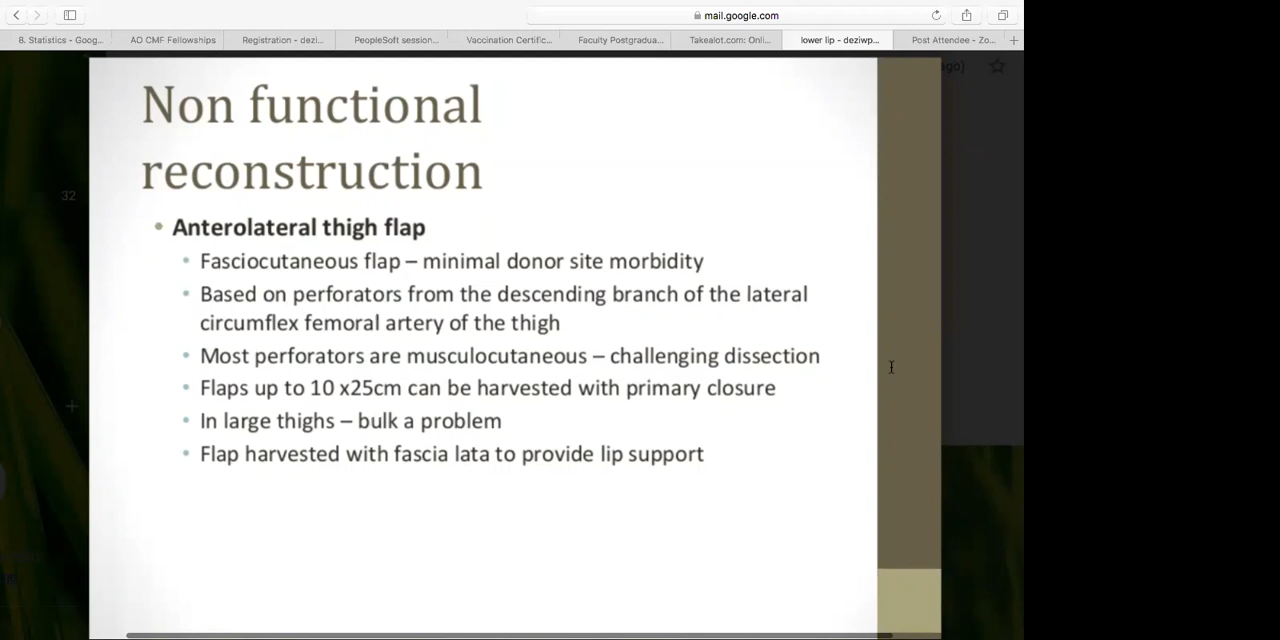 mail.google.com
8. Statistics - Goog...
AO CMF Fellowships
Registration - dezi...
PeopleSoft session...
Vaccination Certific...
Faculty Postgradua...
Takealot.com: Onli...
lower lip - deziwp...
Post Attendee - Zo...
ago)
Non functional
reconstruction
32
• Anterolateral thigh flap
• Fasciocutaneous flap – minimal donor site morbidity
• Based on perforators from the descending branch of the lateral
circumflex femoral artery of the thigh
• Most perforators are musculocutaneous – challenging dissection
• Flaps up to 10 x25cm can be harvested with primary closure
• In large thighs – bulk a problem
• Flap harvested with fascia lata to provide lip support